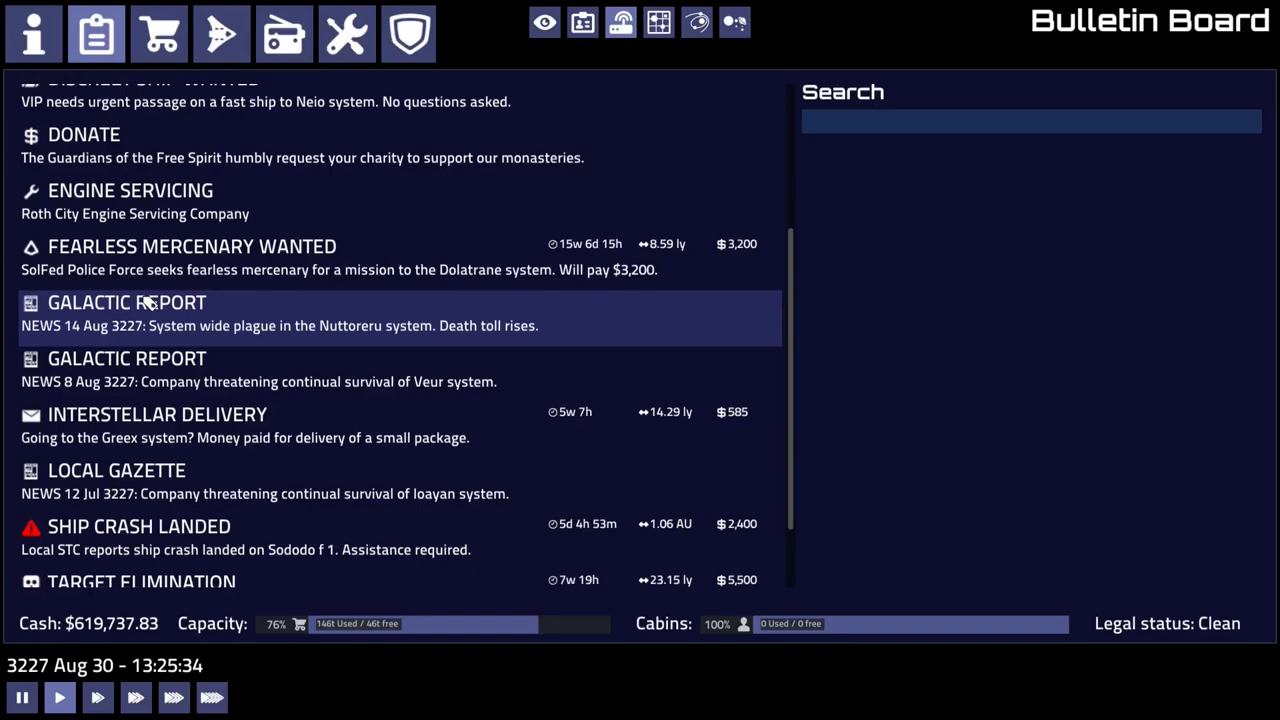 Bulletin Board
DISCREET SHIP WANTED
VIP needs urgent passage on a fast ship to Neio system. No questions asked.
DONATE
The Guardians of the Free Spirit humbly request your charity to support our monasteries.
ENGINE SERVICING
Roth City Engine Servicing Company
FEARLESS MERCENARY WANTED 15w 6d 15h 8.59 ly $3,200
SolFed Police Force seeks fearless mercenary for a mission to the Dolatrane system. Will pay $3,200.
GALACTIC REPORT
NEWS 14 Aug 3227: System wide plague in the Nuttoreru system. Death toll rises.
GALACTIC REPORT
NEWS 8 Aug 3227: Company threatening continual survival of Veur system.
INTERSTELLAR DELIVERY 5w 7h 14.29 ly $585
Going to the Greex system? Money paid for delivery of a small package.
LOCAL GAZETTE
NEWS 12 Jul 3227: Company threatening continual survival of Ioayan system.
SHIP CRASH LANDED 5d 4h 53m 1.06 AU $2,400
Local STC reports ship crash landed on Sododo f 1. Assistance required.
TARGET ELIMINATION 7w 19h 23.15 ly $5,500
Search
Cash: $619,737.83 Capacity: 76% 146t Used / 46t free Cabins: 100% 0 Used / 0 free Legal status: Clean
3227 Aug 30 - 13:25:34